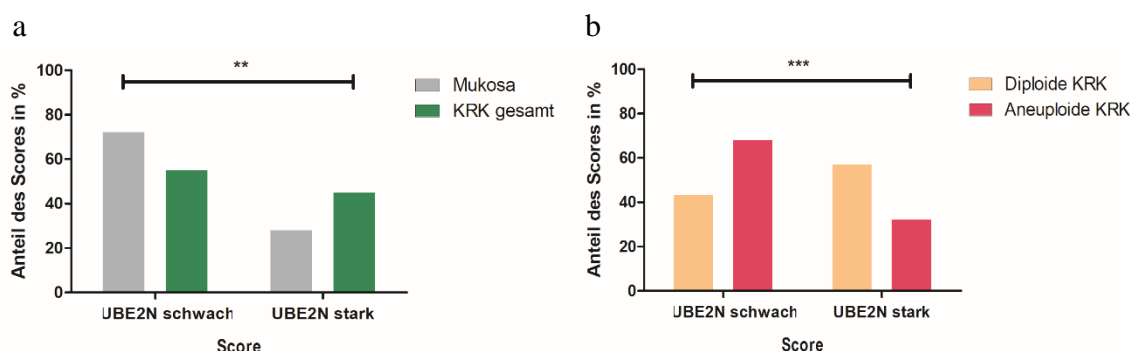 a
Anteil des Scores in %
100
80
60
40
20
0
**
Mukosa
KRK gesamt
UBE2N schwach
UBE2N stark
Score
b
Anteil des Scores in %
100
80
60
40
20
0
***
Diploide KRK
Aneuploide KRK
UBE2N schwach
UBE2N stark
Score